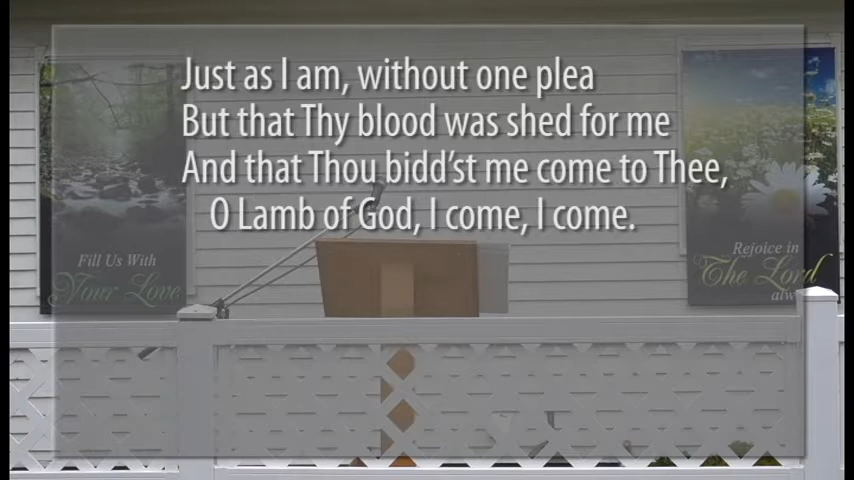 Just as I am, without one plea
But that Thy blood was shed for me
And that Thou bidd'st me come to Thee,
O Lamb of God, I come, I come.
Fill Us With
Your Love
Rejoice in
The Lord